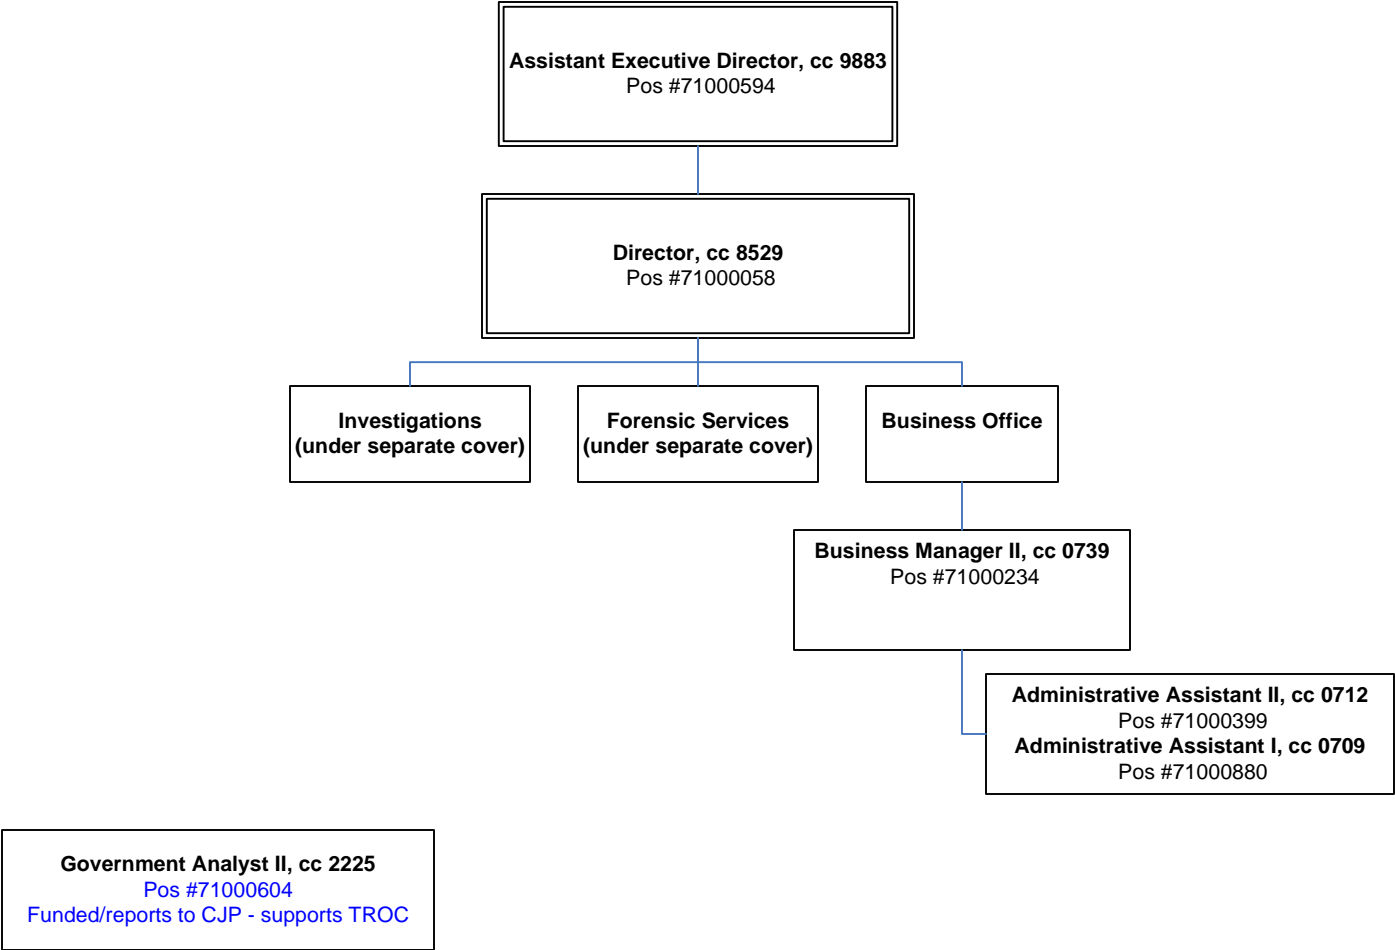 Assistant Executive Director, cc 9883
Pos #71000594
Director, cc 8529
Pos #71000058
Investigations
(under separate cover)
Forensic Services
(under separate cover)
Business Office
Business Manager II, cc 0739
Pos #71000234
Administrative Assistant II, cc 0712
Pos #71000399
Administrative Assistant I, cc 0709
Pos #71000880
Government Analyst II, cc 2225
Pos #71000604
Funded/reports to CJP - supports TROC